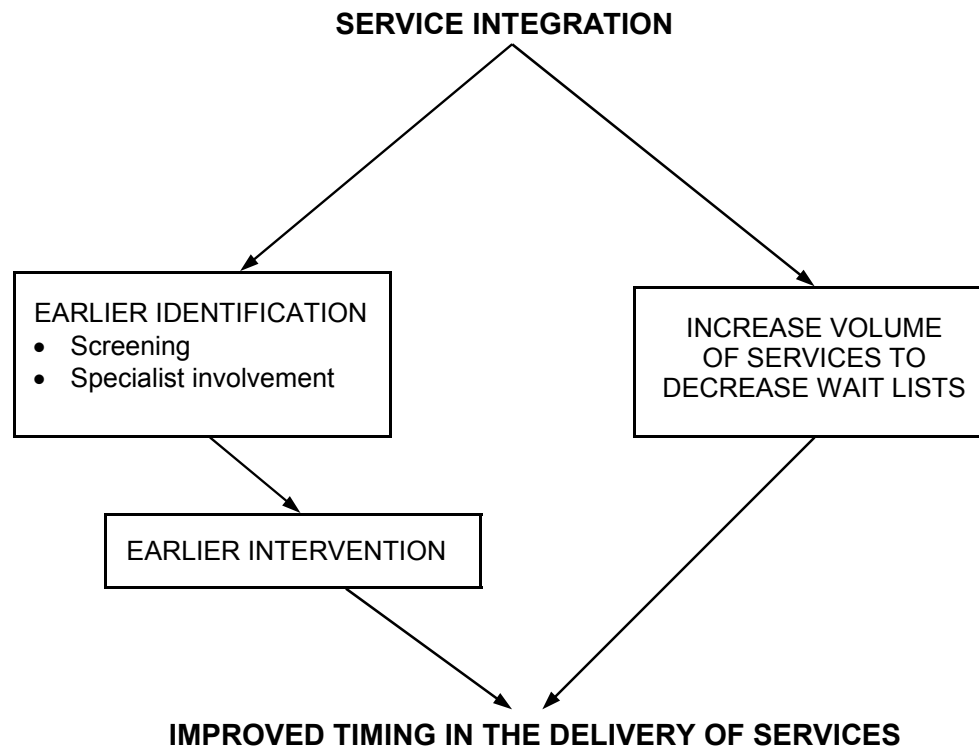 SERVICE INTEGRATION
EARLIER IDENTIFICATION
• Screening
• Specialist involvement
INCREASE VOLUME
OF SERVICES TO
DECREASE WAIT LISTS
EARLIER INTERVENTION
IMPROVED TIMING IN THE DELIVERY OF SERVICES